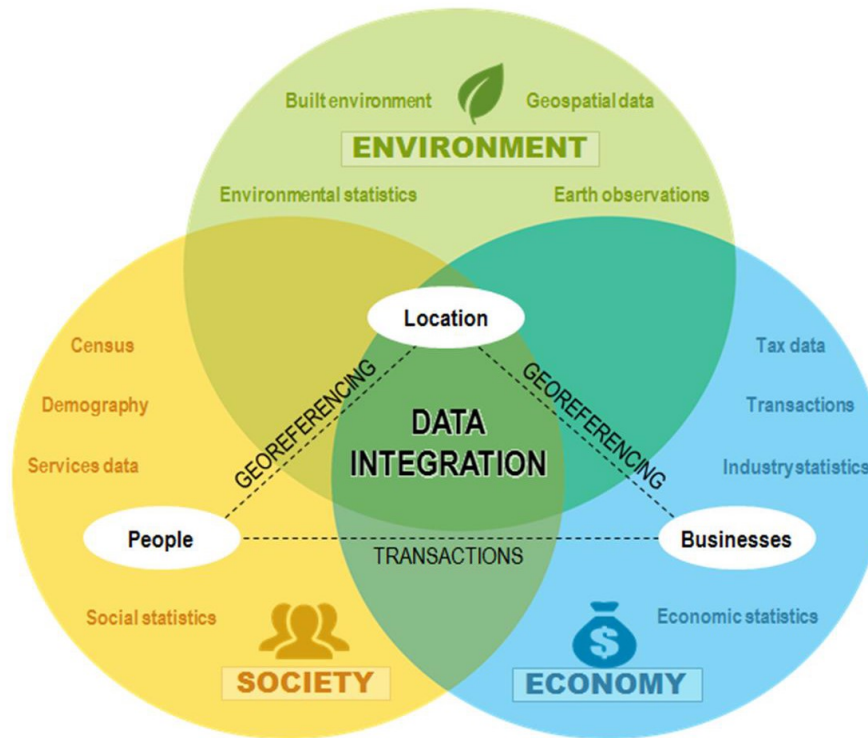 Built environment
Geospatial data
ENVIRONMENT
Environmental statistics
Earth observations
Location
Census
Demography
Services data
Tax data
Transactions
Industry statistics
GEOREFERENCING
GEOREFERENCING
DATA
INTEGRATION
People
Businesses
TRANSACTIONS
Social statistics
Economic statistics
$
SOCIETY
ECONOMY